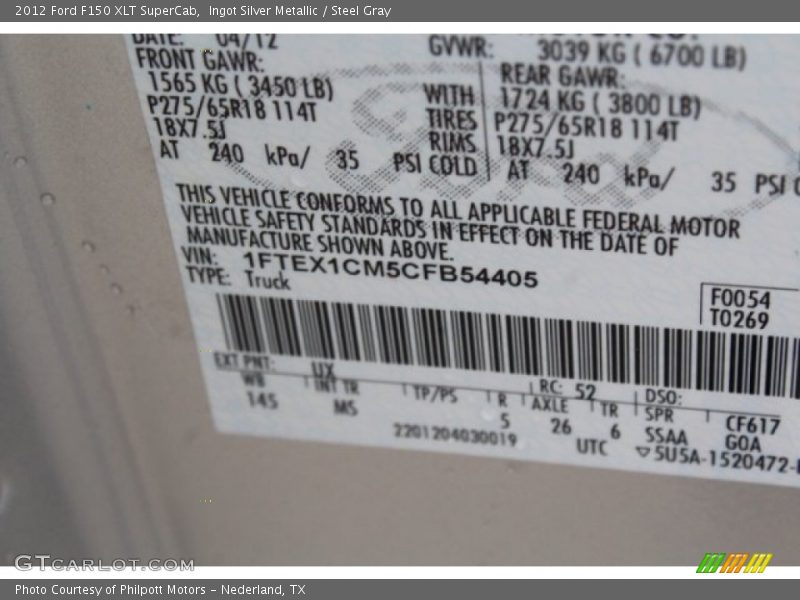 2012 Ford F150 XLT SuperCab, Ingot Silver Metallic / Steel Gray
DATE: 04/12
GVWR: 3039 KG ( 6700 LB)
FRONT GAWR:
1565 KG ( 3450 LB)
P275/65R18 114T
18X7.5J
AT 240 kPa/ 35 PSI COLD
WITH
TIRES
RIMS
REAR GAWR:
1724 KG ( 3800 LB)
P275/65R18 114T
18X7.5J
AT 240 kPa/ 35 PSI
THIS VEHICLE CONFORMS TO ALL APPLICABLE FEDERAL MOTOR
VEHICLE SAFETY STANDARDS IN EFFECT ON THE DATE OF
MANUFACTURE SHOWN ABOVE.
VIN: 1FTEX1CM5CFB54405
TYPE: Truck
F0054
T0269
EXT PNT: UX RC: 52 DSO:
WB INT TR TP/PS R AXLE TR SPR CF617
145 MS 5 26 6 SSAA GOA
2201204030019 UTC ▽5U5A-1520472-
GTCARLOT.COM
Photo Courtesy of Philpott Motors - Nederland, TX